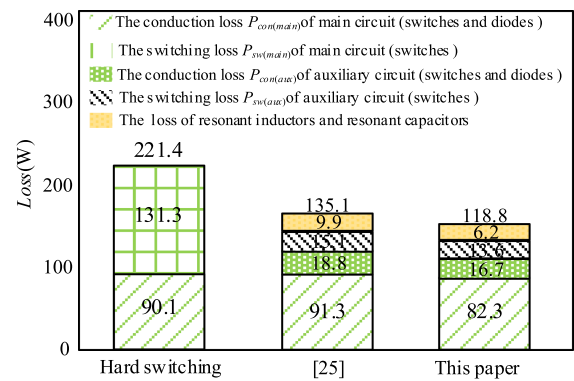 400
300
200
100
0
Loss(W)
The conduction loss P_con(main) of main circuit (switches and diodes )
The switching loss P_sw(main) of main circuit (switches )
The conduction loss P_con(aux) of auxiliary circuit (switches and diodes )
The switching loss P_sw(aux) of auxiliary circuit (switches )
The loss of resonant inductors and resonant capacitors
221.4
131.3
90.1
135.1
9.9
15.1
18.8
91.3
118.8
6.2
13.6
16.7
82.3
Hard switching
[25]
This paper